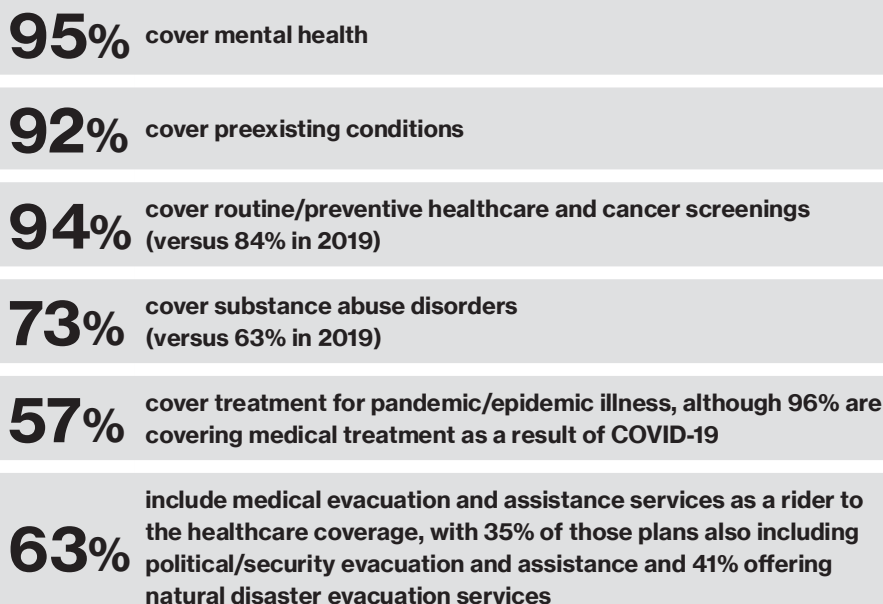 95% cover mental health
92% cover preexisting conditions
94% cover routine/preventive healthcare and cancer screenings
(versus 84% in 2019)
73% cover substance abuse disorders
(versus 63% in 2019)
57% cover treatment for pandemic/epidemic illness, although 96% are
covering medical treatment as a result of COVID-19
63% include medical evacuation and assistance services as a rider to
the healthcare coverage, with 35% of those plans also including
political/security evacuation and assistance and 41% offering
natural disaster evacuation services